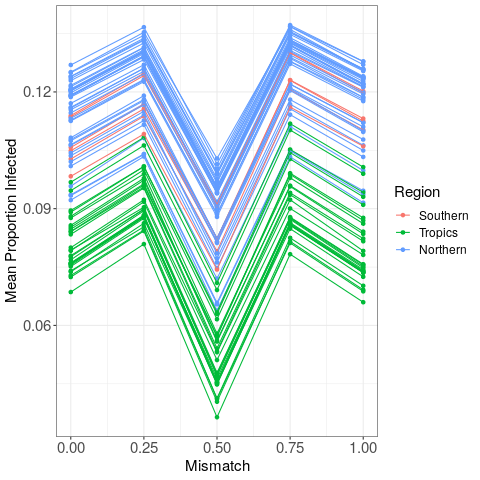 Mean Proportion Infected
0.12
0.09
0.06
0.00 0.25 0.50 0.75 1.00
Mismatch
Region
Southern
Tropics
Northern